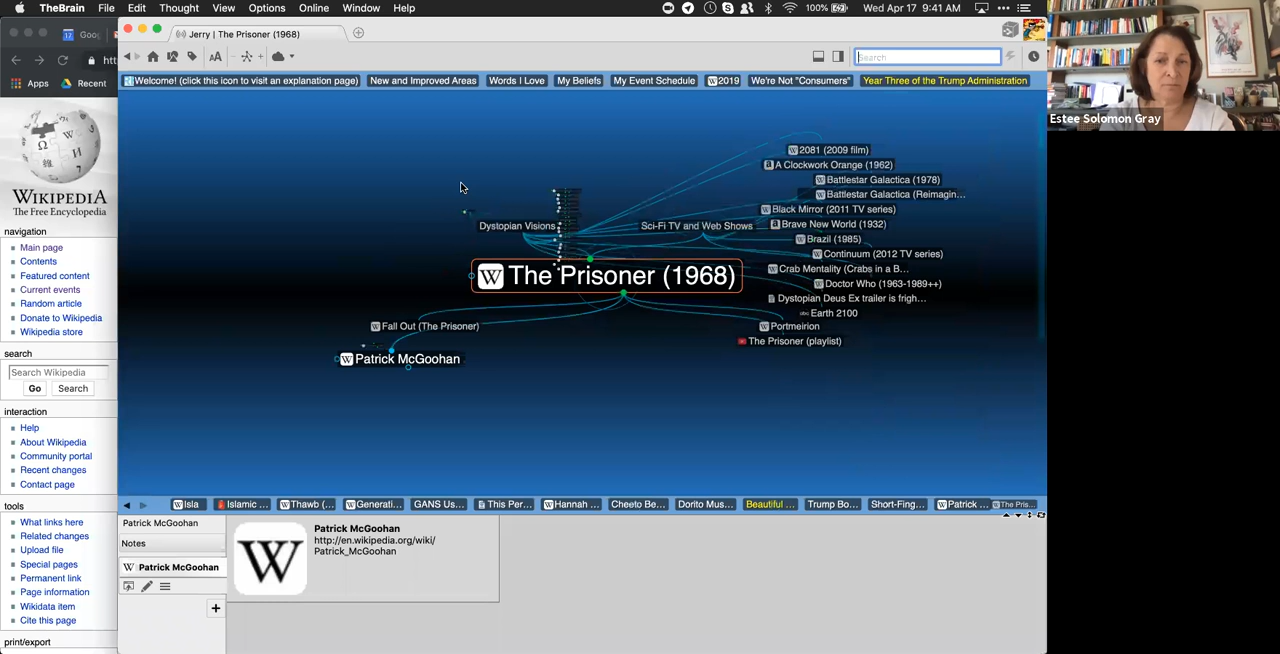 TheBrain File Edit Thought View Options Online Window Help 100% Wed Apr 17 9:41 AM
Goo
Jerry | The Prisoner (1968)
htt
AA
Search
Apps Recent
Welcome! (click this icon to visit an explanation page) New and Improved Areas Words I Love My Beliefs My Event Schedule 2019 We're Not "Consumers" Year Three of the Trump Administration
Estee Solomon Gray
WIKIPEDIA
The Free Encyclopedia
navigation
Main page
Contents
Featured content
Current events
Random article
Donate to Wikipedia
Wikipedia store
search
Search Wikipedia
Go Search
interaction
Help
About Wikipedia
Community portal
Recent changes
Contact page
tools
What links here
Related changes
Upload file
Special pages
Permanent link
Page information
Wikidata item
Cite this page
print/export
2081 (2009 film)
A Clockwork Orange (1962)
Battlestar Galactica (1978)
Battlestar Galactica (Reimagin...
Black Mirror (2011 TV series)
Brave New World (1932)
Brazil (1985)
Continuum (2012 TV series)
Crab Mentality (Crabs in a B...
Doctor Who (1963-1989++)
Dystopian Deus Ex trailer is frigh...
Earth 2100
Dystopian Visions
Sci-Fi TV and Web Shows
W The Prisoner (1968)
Fall Out (The Prisoner)
W Patrick McGoohan
Portmeirion
The Prisoner (playlist)
Isla Islamic ... Thawb (... Generati... GANS Us... This Per... Hannah ... Cheeto Be... Dorito Mus... Beautiful ... Trump Bo... Short-Fing... Patrick ... The Pris...
Patrick McGoohan
Notes
W Patrick McGoohan
W
Patrick McGoohan
http://en.wikipedia.org/wiki/
Patrick_McGoohan